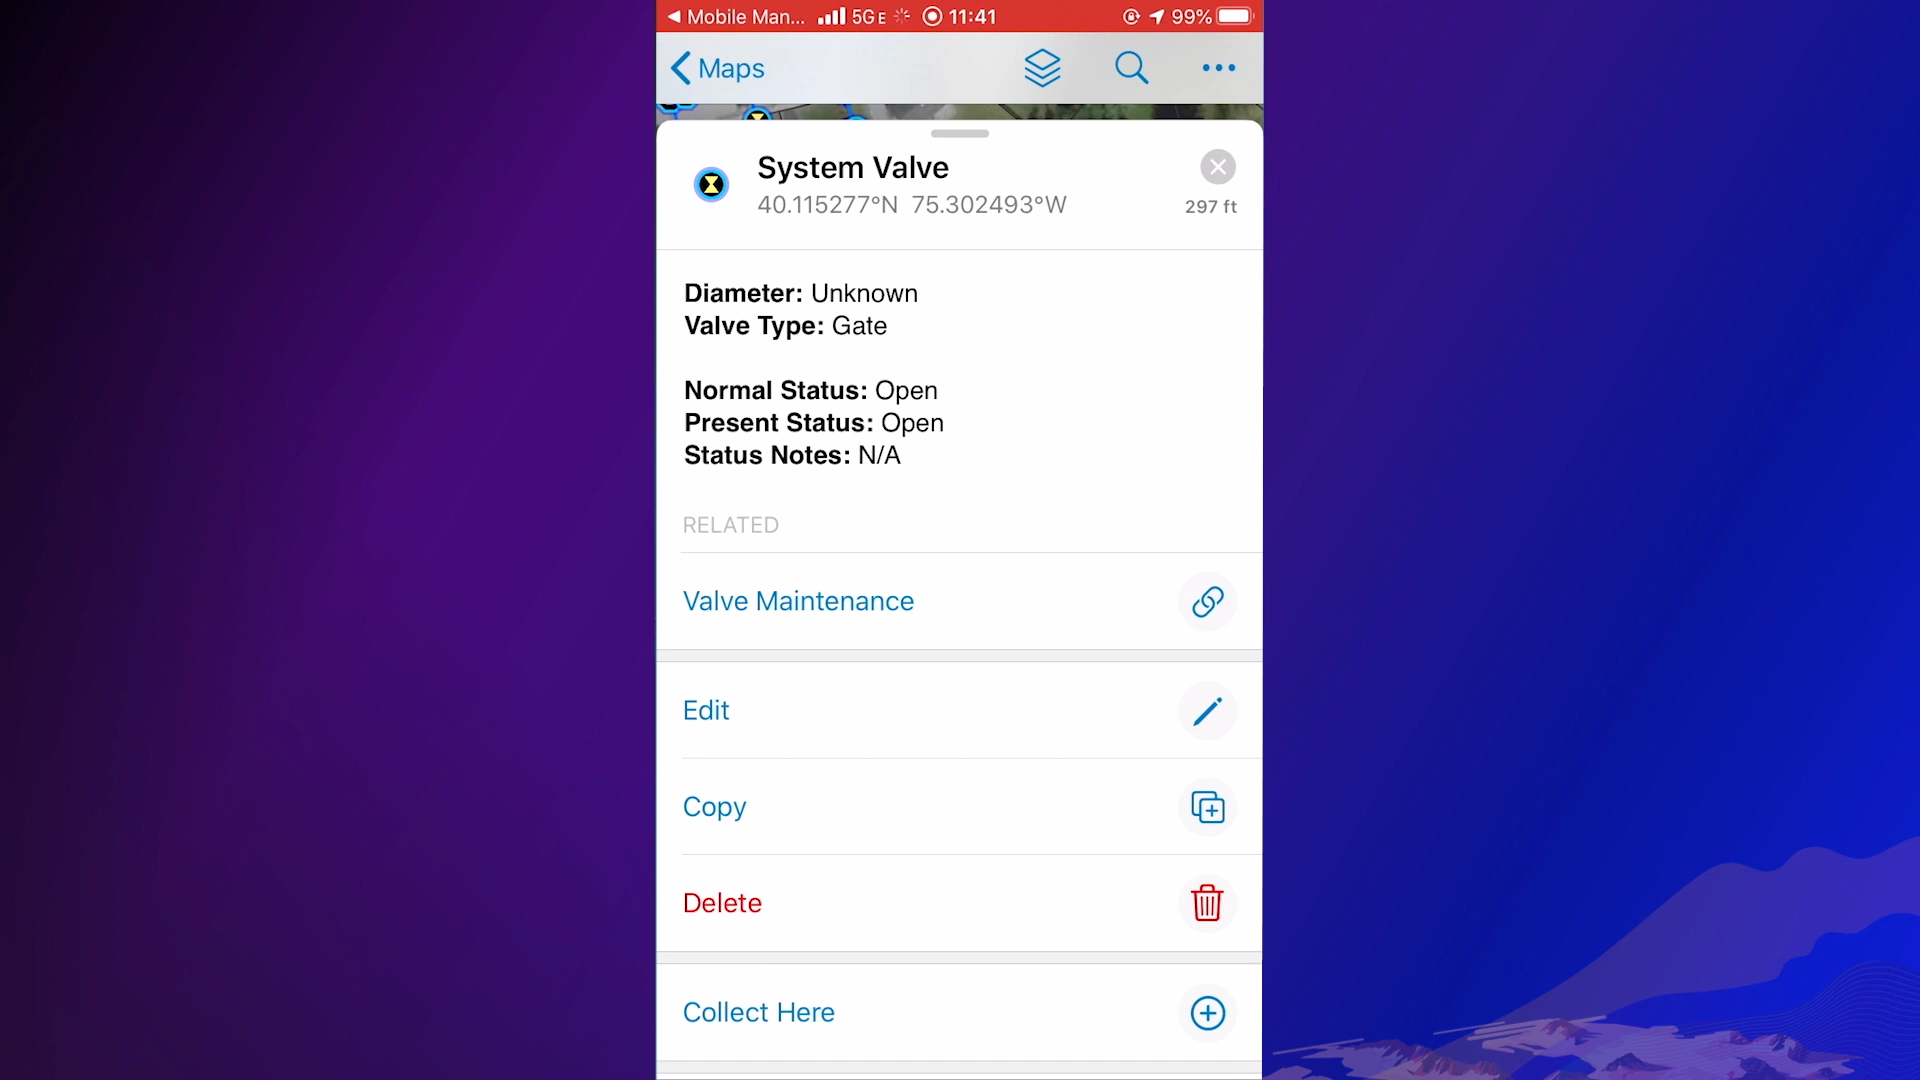 Mobile Man... 5GE 11:41 99%
Maps
System Valve
40.115277°N 75.302493°W 297 ft
Diameter: Unknown
Valve Type: Gate
Normal Status: Open
Present Status: Open
Status Notes: N/A
RELATED
Valve Maintenance
Edit
Copy
Delete
Collect Here